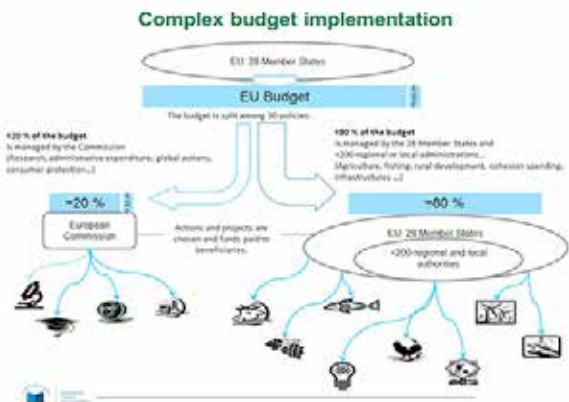 Complex budget implementation
EU: 28 Member States
EU Budget
The budget is split among 30 policies.
≈20 % of the budget
is managed by the Commission
(Research, administrative expenditure, global actions,
consumer protection...)
≈80 % of the budget
is managed by the 28 Member States and
≈200 regional or local administrations...
(Agriculture, fishing, rural development, cohesion spending,
infrastructures ...)
≈20 %
≈80 %
European
Commission
Actions and projects are
chosen and funds paid to
beneficiaries.
EU: 28 Member States
≈200 regional and local
authorities